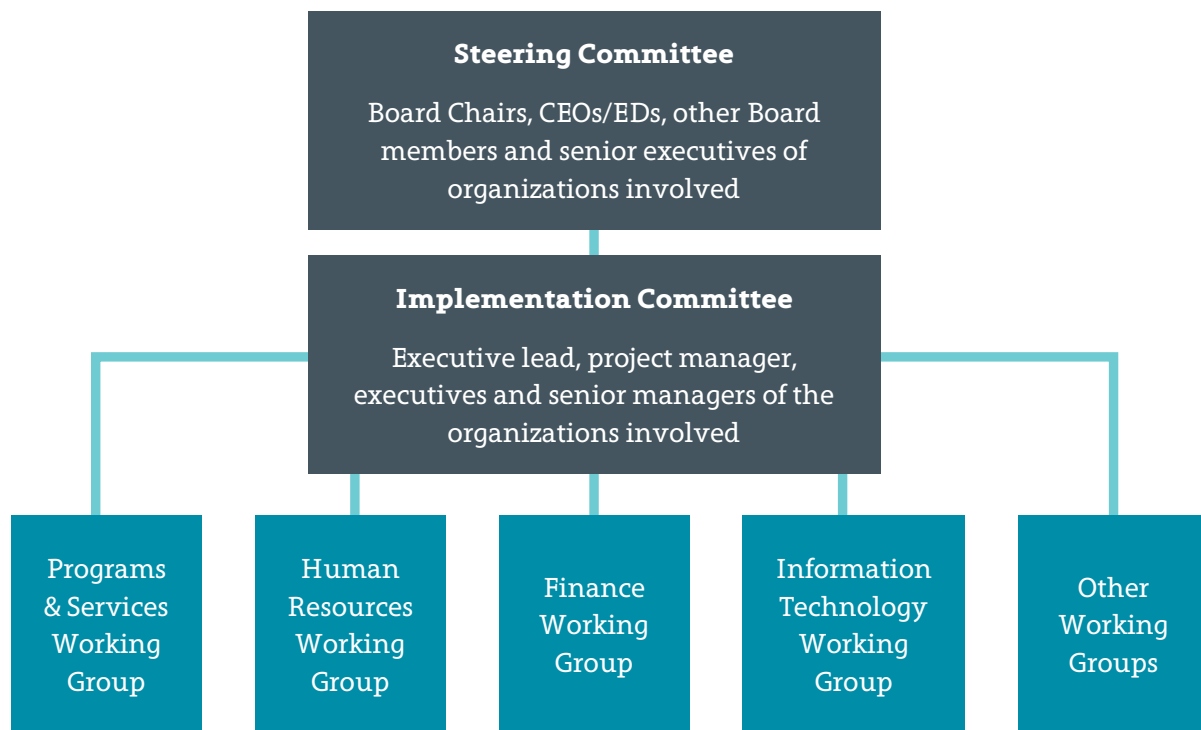 Steering Committee
Board Chairs, CEOs/EDs, other Board
members and senior executives of
organizations involved
Implementation Committee
Executive lead, project manager,
executives and senior managers of the
organizations involved
Programs
& Services
Working
Group
Human
Resources
Working
Group
Finance
Working
Group
Information
Technology
Working
Group
Other
Working
Groups